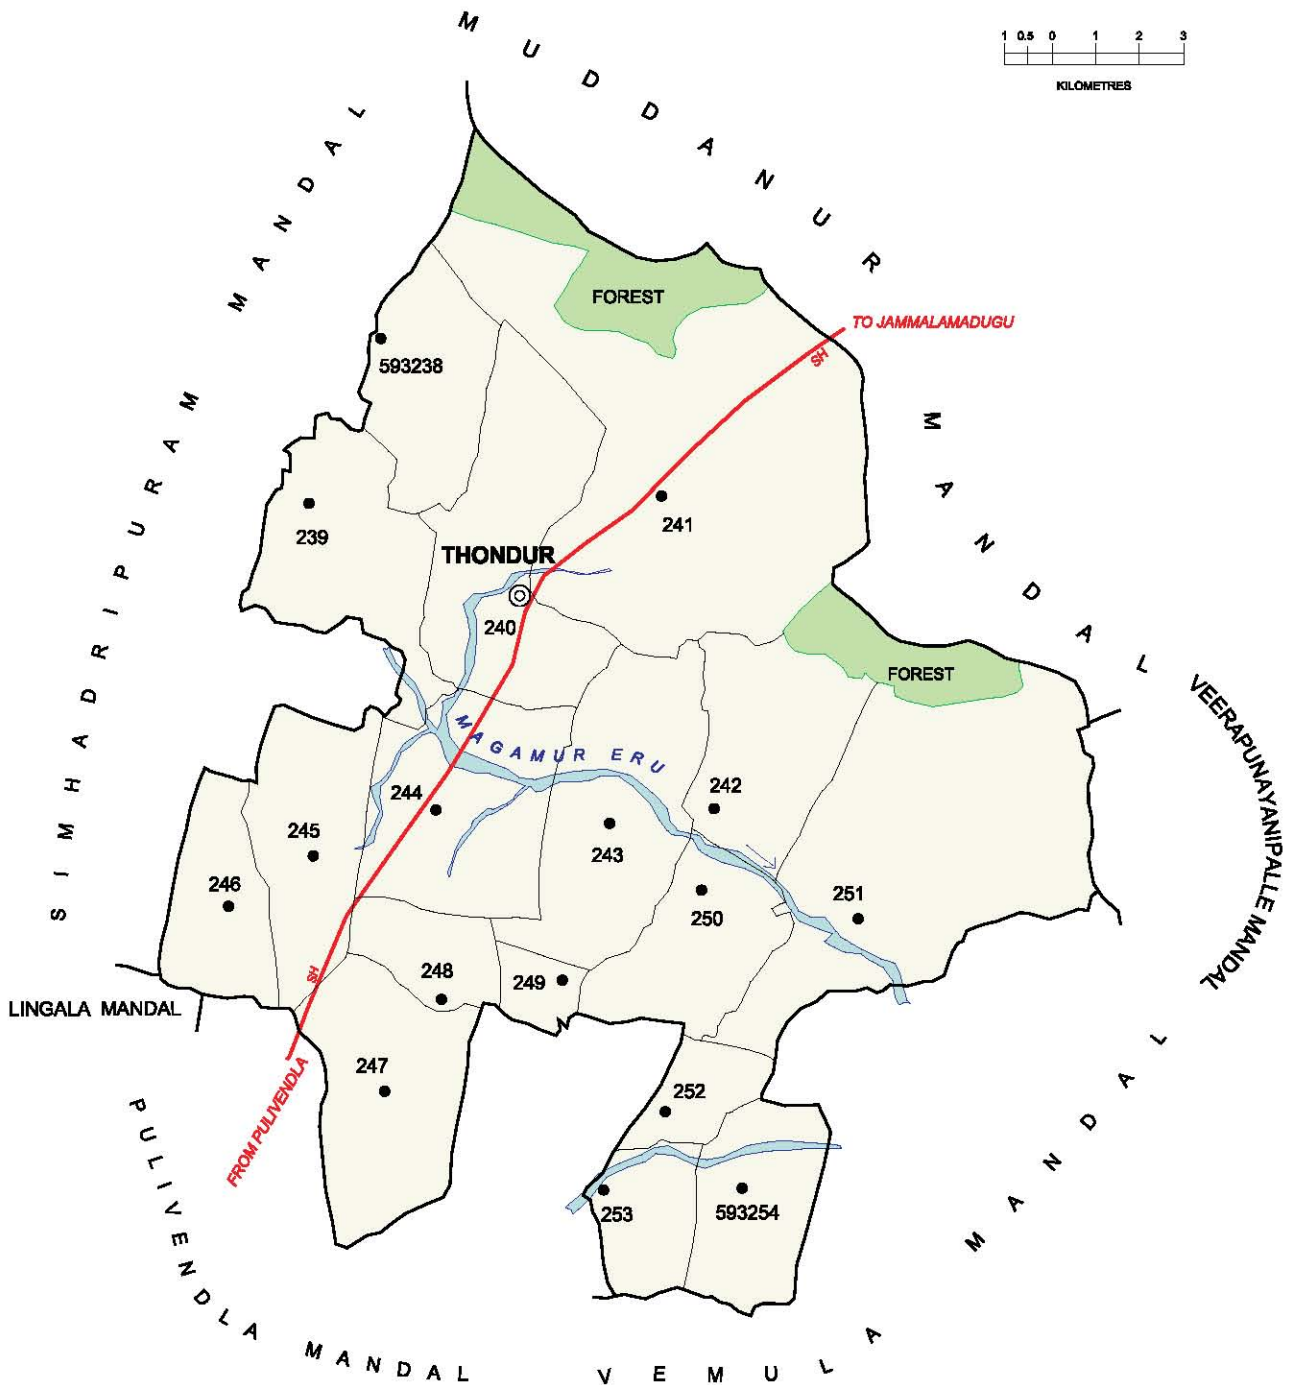 MUDDANUR MANDAL
1 0.5 0 1 2 3
KILOMETRES
SIMHADRIPURAM MANDAL
FOREST
TO JAMMALAMADUGU
SH
593238
239
241
THONDUR
240
FOREST
VEERAPUNAYANIPALLE MANDAL
MAGAMUR ERU
242
244
243
245
246
250
251
248
249
SH
LINGALA MANDAL
247
252
FROM PULIVENDLA
253
593254
PULIVENDLA MANDAL
VEMULA MANDAL